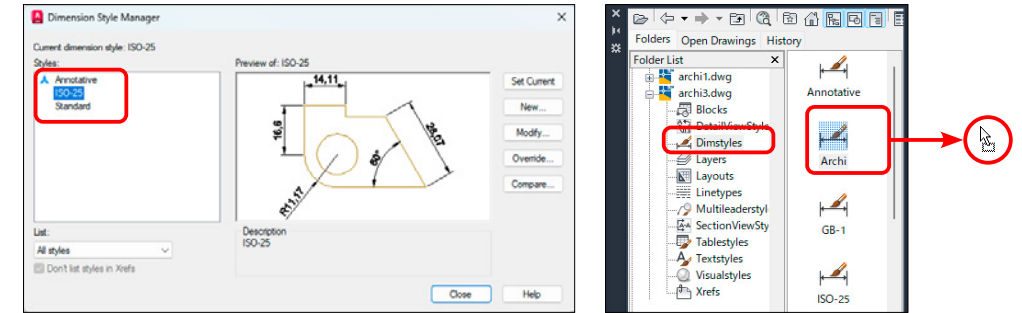 Dimension Style Manager
Current dimension style: ISO-25
Styles:
Annotative
ISO-25
Standard
List:
All styles
Don't list styles in Xrefs
Preview of: ISO-25
14,11
16,6
28,07
60°
R11,17
Description
ISO-25
Set Current
New...
Modify...
Override...
Compare...
Close
Help
Folders Open Drawings History
Folder List
archi1.dwg
archi3.dwg
Blocks
DetailViewStyle
Dimstyles
Layers
Layouts
Linetypes
Multileaderstyl
SectionViewSty
Tablestyles
Textstyles
Visualstyles
Xrefs
Annotative
Archi
GB-1
ISO-25